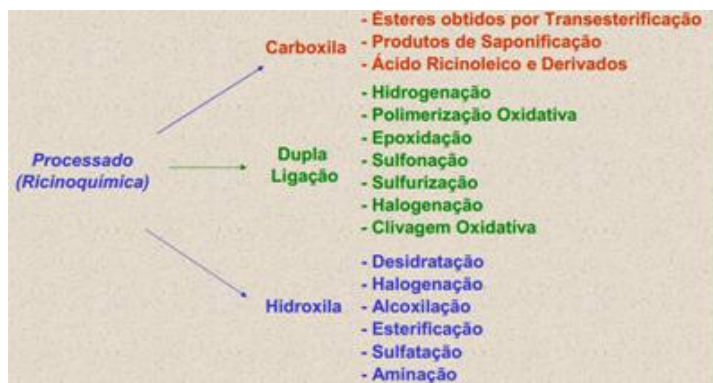 Processado
(Ricinoquímica)
Carboxila
- Ésteres obtidos por Transesterificação
- Produtos de Saponificação
- Ácido Ricinoleico e Derivados
Dupla
Ligação
- Hidrogenação
- Polimerização Oxidativa
- Epoxidação
- Sulfonação
- Sulfurização
- Halogenação
- Clivagem Oxidativa
Hidroxila
- Desidratação
- Halogenação
- Alcoxilação
- Esterificação
- Sulfatação
- Aminação